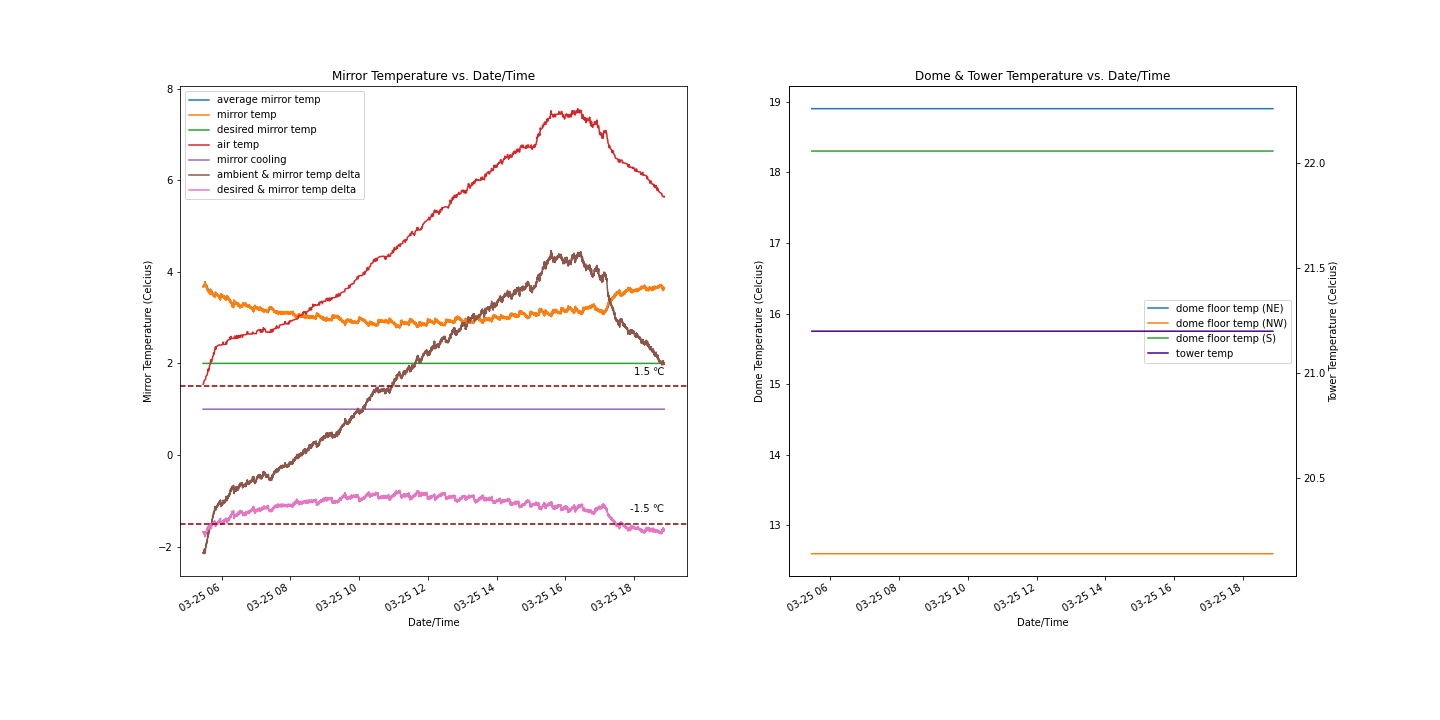 Mirror Temperature vs. Date/Time
Mirror Temperature (Celcius)
8
6
4
2
0
−2
average mirror temp
mirror temp
desired mirror temp
air temp
mirror cooling
ambient & mirror temp delta
desired & mirror temp delta
1.5 °C
-1.5 °C
03-25 06
03-25 08
03-25 10
03-25 12
03-25 14
03-25 16
03-25 18
Date/Time
Dome & Tower Temperature vs. Date/Time
Dome Temperature (Celcius)
19
18
17
16
15
14
13
dome floor temp (NE)
dome floor temp (NW)
dome floor temp (S)
tower temp
22.0
21.5
21.0
20.5
Tower Temperature (Celcius)
03-25 06
03-25 08
03-25 10
03-25 12
03-25 14
03-25 16
03-25 18
Date/Time